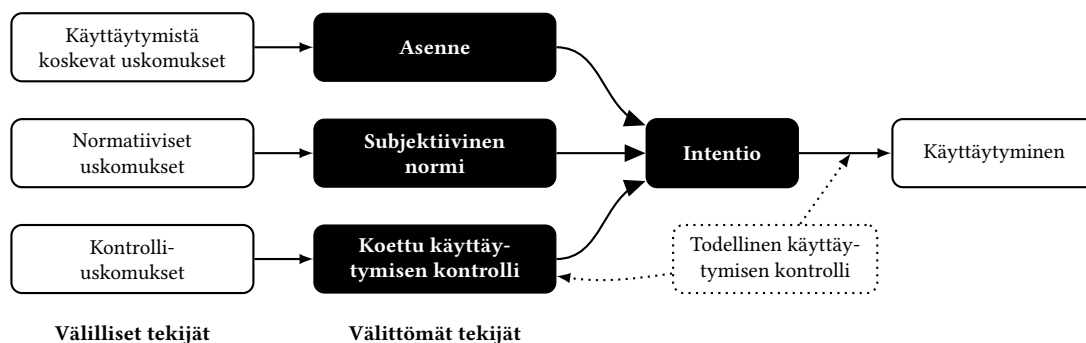 Käyttäytymistä
koskevat uskomukset
Asenne
Normatiiviset
uskomukset
Subjektiivinen
normi
Intentio
Käyttäytyminen
Kontrolli-
uskomukset
Koettu käyttäy-
tymisen kontrolli
Todellinen käyttäy-
tymisen kontrolli
Välilliset tekijät
Välittömät tekijät